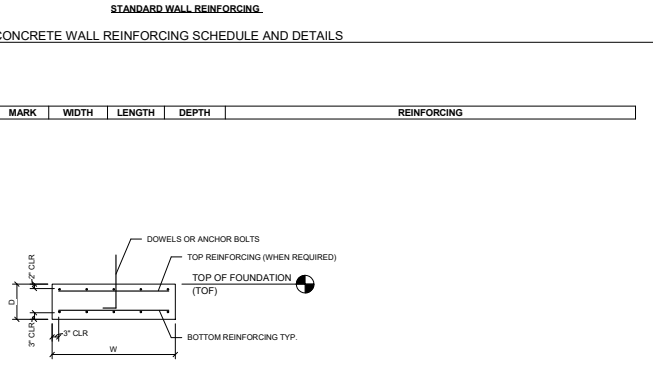 STANDARD WALL REINFORCING
CONCRETE WALL REINFORCING SCHEDULE AND DETAILS
MARK WIDTH LENGTH DEPTH REINFORCING
DOWELS OR ANCHOR BOLTS
TOP REINFORCING (WHEN REQUIRED)
2" CLR
TOP OF FOUNDATION
(TOF)
D
3" CLR
3" CLR
BOTTOM REINFORCING TYP.
W